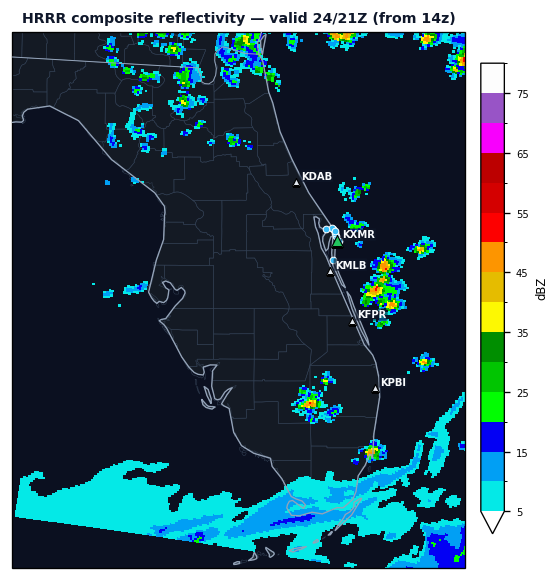 HRRR composite reflectivity — valid 24/21Z (from 14z)
KDAB
KXMR
KMLB
KFPR
KPBI
75
65
55
45
35
25
15
5
dBZ